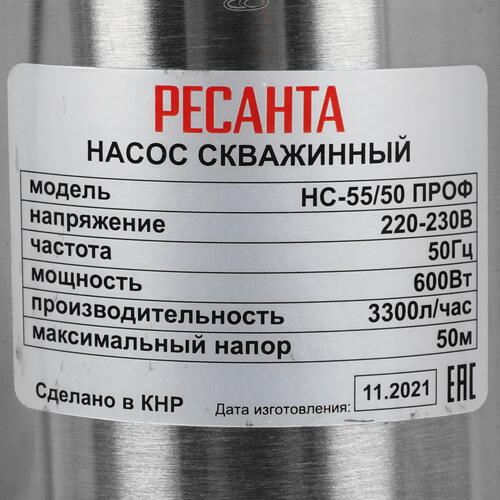 РЕСАНТА
НАСОС СКВАЖИННЫЙ
модель НС-55/50 ПРОФ
напряжение 220-230В
частота 50Гц
мощность 600Вт
производительность 3300л/час
максимальный напор 50м
Сделано в КНР Дата изготовления: 11.2021 ЕАС